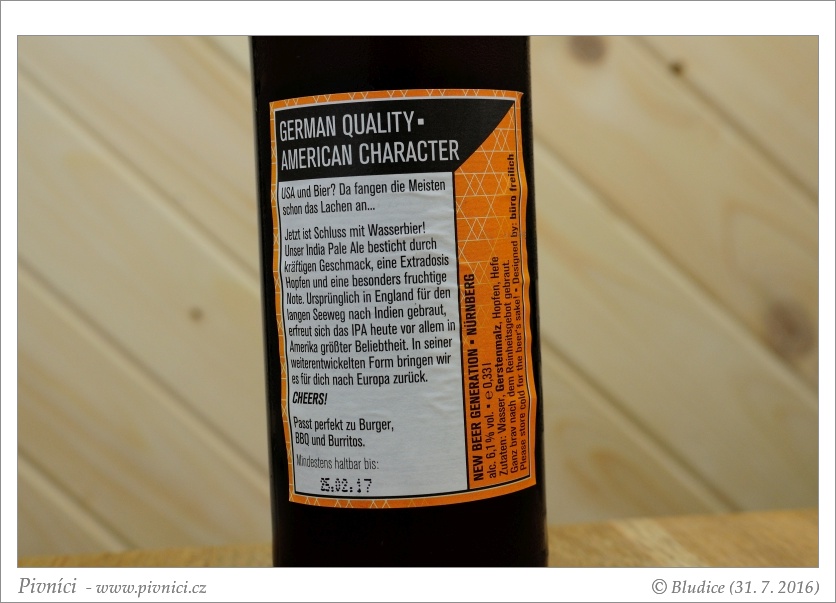 GERMAN QUALITY▪
AMERICAN CHARACTER
USA und Bier? Da fangen die Meisten
schon das Lachen an...
Jetzt ist Schluss mit Wasserbier!
Unser India Pale Ale besticht durch
kräftigen Geschmack, eine Extradosis
Hopfen und eine besonders fruchtige
Note. Ursprünglich in England für den
langen Seeweg nach Indien gebraut,
erfreut sich das IPA heute vor allem in
Amerika größter Beliebtheit. In seiner
weiterentwickelten Form bringen wir
es für dich nach Europa zurück.
CHEERS!
Passt perfekt zu Burger,
BBQ und Burritos.
Mindestens haltbar bis:
25.02.17
NEW BEER GENERATION ▪ NÜRNBERG
alc. 6,1 % vol. ▪ ℮ 0,33 l
Zutaten: Wasser, Gerstenmalz, Hopfen, Hefe
Ganz brav nach dem Reinheitsgebot gebraut.
Please store cold for the beer's sake! ▪ Designed by: büro freilich
Pivníci - www.pivnici.cz
© Bludice (31. 7. 2016)